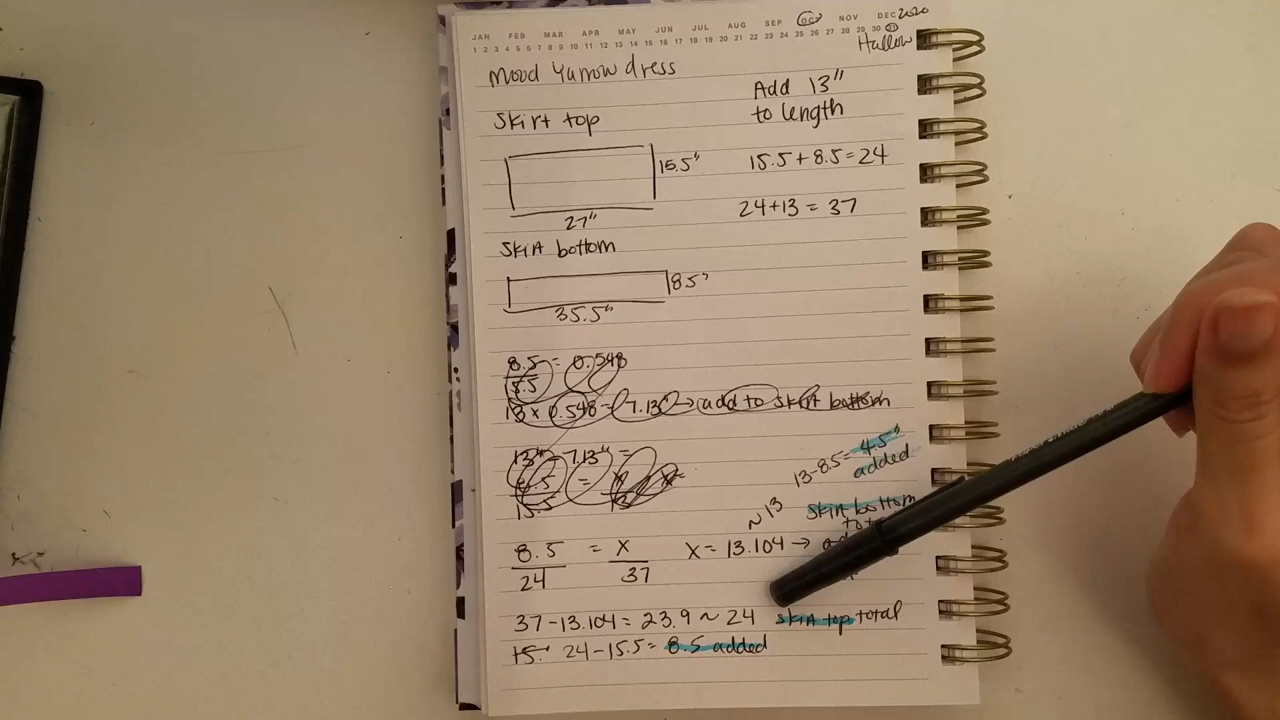 JAN FEB MAR APR MAY JUN JUL AUG SEP OCT NOV DEC 2020
1 2 3 4 5 6 7 8 9 10 11 12 13 14 15 16 17 18 19 20 21 22 23 24 25 26 27 28 29 30 31
Hallow
Mood Yarrow dress
Add 13"
to length
Skirt top
15.5"
15.5 + 8.5 = 24
27"
24 + 13 = 37
Skirt bottom
8.5"
35.5"
8.5 = 0.548
13 x 0.548 = 7.13" → add to skirt bottom
13" - 7.13" =
13 - 8.5 = 4.5"
added
15.5
~ 13
Skirt bottom
8.5 = x x = 13.104 →
24 37
37 - 13.104 = 23.9 ~ 24 skirt top total
15. 24 - 15.5 = 8.5 added